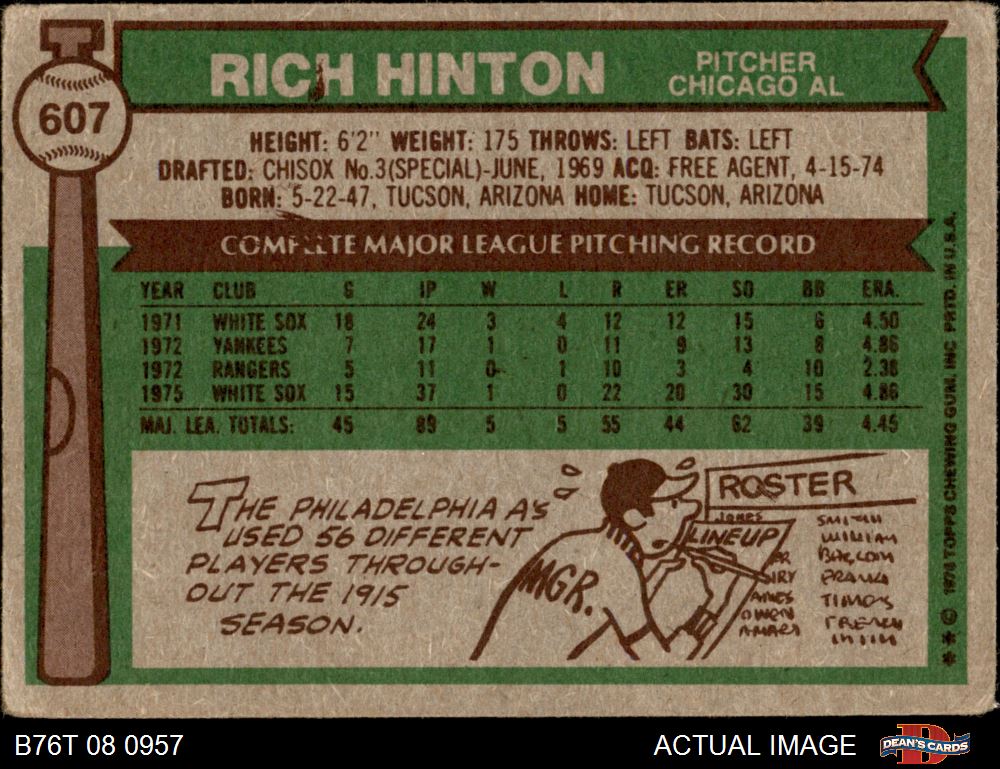 607
RICH HINTON
PITCHER
CHICAGO AL
HEIGHT: 6'2" WEIGHT: 175 THROWS: LEFT BATS: LEFT
DRAFTED: CHISOX No.3(SPECIAL)-JUNE, 1969 ACQ: FREE AGENT, 4-15-74
BORN: 5-22-47, TUCSON, ARIZONA HOME: TUCSON, ARIZONA
COMPLETE MAJOR LEAGUE PITCHING RECORD
YEAR CLUB G IP W L R ER SO BB ERA.
1971 WHITE SOX 18 24 3 4 12 12 15 6 4.50
1972 YANKEES 7 17 1 0 11 9 13 8 4.86
1972 RANGERS 5 11 0 1 10 3 4 10 2.38
1975 WHITE SOX 15 37 1 0 22 20 30 15 4.86
MAJ. LEA. TOTALS: 45 89 5 5 55 44 62 39 4.45
THE PHILADELPHIA A'S
USED 56 DIFFERENT
PLAYERS THROUGH-
OUT THE 1915
SEASON.
MGR.
ROSTER
JONES
LINEUP
SMITH
** © 1976 TOPPS CHEWING GUM, INC PRTD. IN U.S.A.
B76T 08 0957
ACTUAL IMAGE
DEAN'S CARDS